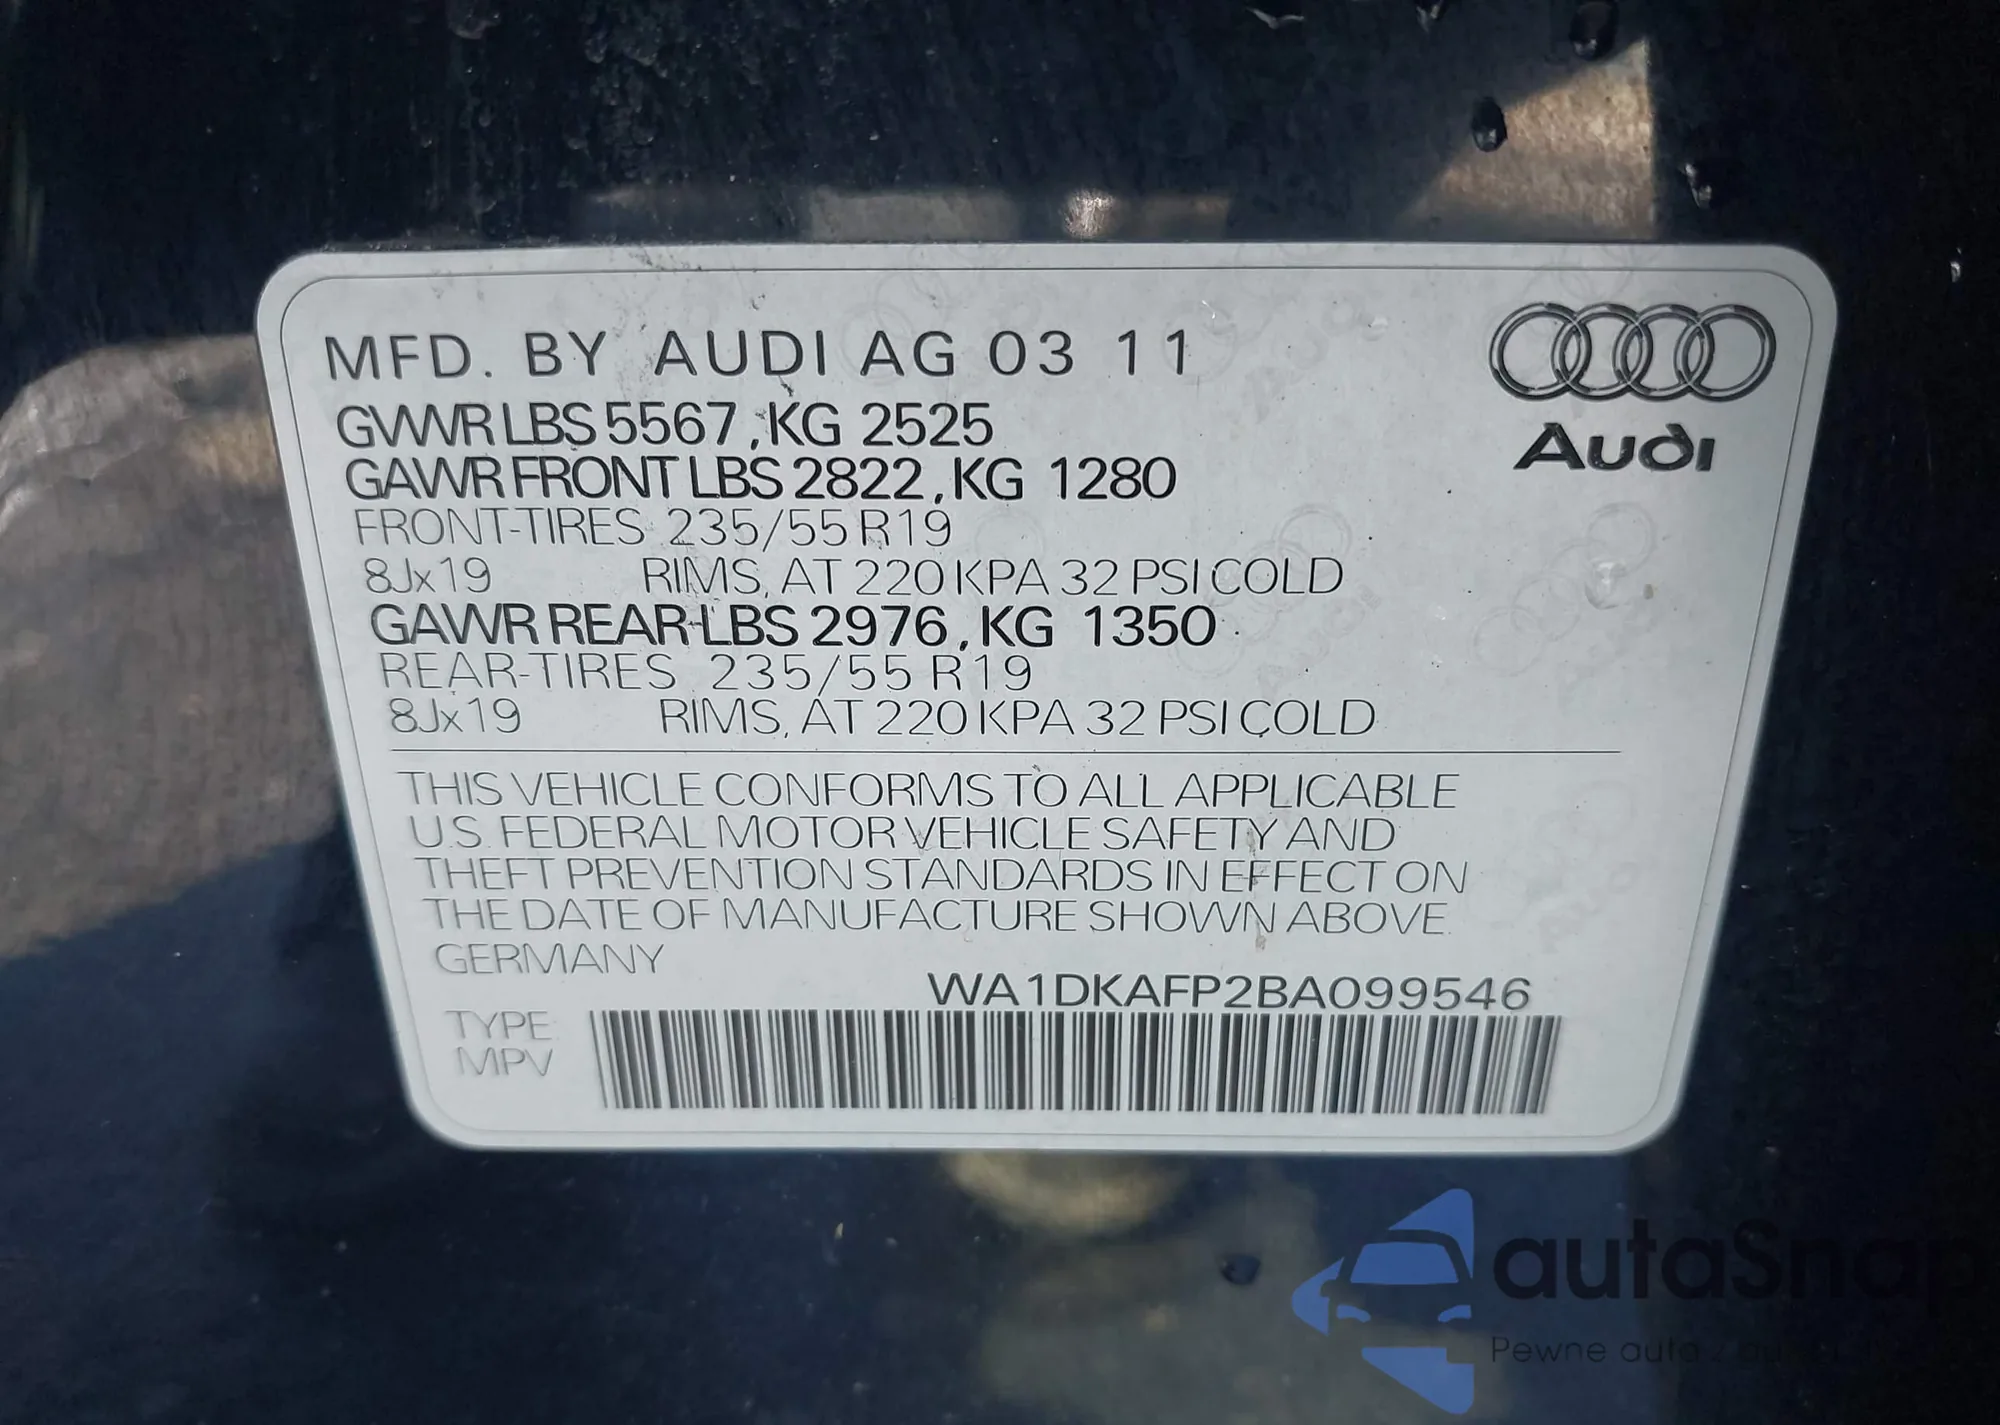 MFD. BY AUDI AG 03 11
Audi
GVWR LBS 5567, KG 2525
GAWR FRONT LBS 2822, KG 1280
FRONT-TIRES 235/55 R19
8Jx19 RIMS, AT 220 KPA 32 PSI COLD
GAWR REAR LBS 2976, KG 1350
REAR-TIRES 235/55 R19
8Jx19 RIMS, AT 220 KPA 32 PSI COLD
THIS VEHICLE CONFORMS TO ALL APPLICABLE
U.S. FEDERAL MOTOR VEHICLE SAFETY AND
THEFT PREVENTION STANDARDS IN EFFECT ON
THE DATE OF MANUFACTURE SHOWN ABOVE.
GERMANY
WA1DKAFP2BA099546
TYPE:
MPV
autaSnap
Pewne auta z